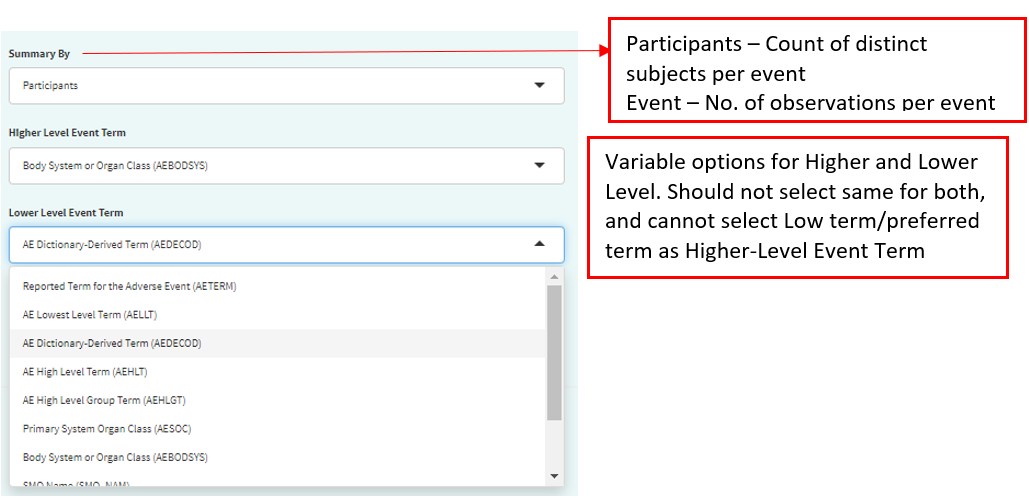 Summary By
Participants
HIgher Level Event Term
Body System or Organ Class (AEBODSYS)
Lower Level Event Term
AE Dictionary-Derived Term (AEDECOD)
Reported Term for the Adverse Event (AETERM)
AE Lowest Level Term (AELLT)
AE Dictionary-Derived Term (AEDECOD)
AE High Level Term (AEHLT)
AE High Level Group Term (AEHLGT)
Primary System Organ Class (AESOC)
Body System or Organ Class (AEBODSYS)
SMQ Name (SMQ_NAM)
Participants – Count of distinct
subjects per event
Event – No. of observations per event
Variable options for Higher and Lower
Level. Should not select same for both,
and cannot select Low term/preferred
term as Higher-Level Event Term